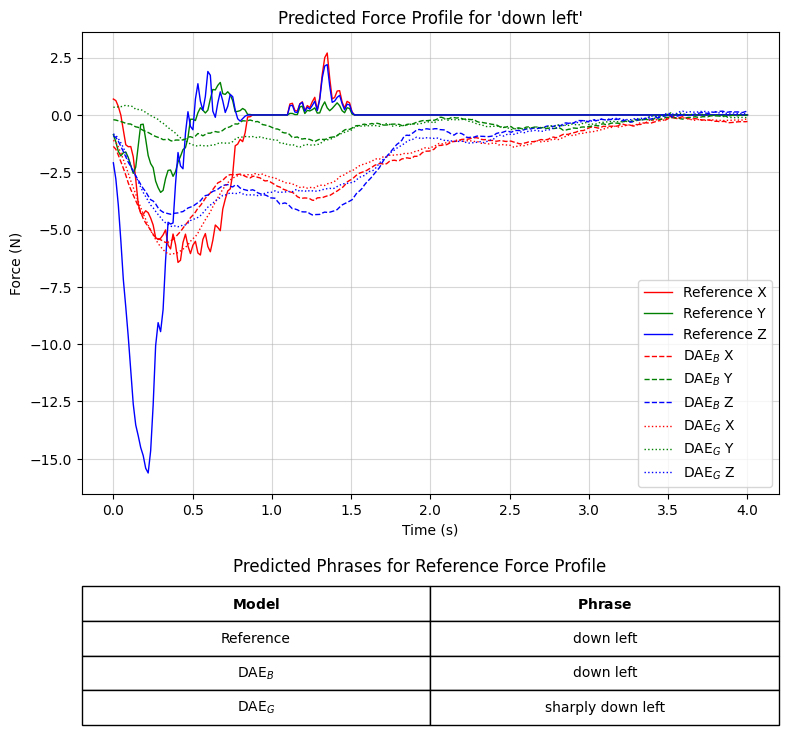 Predicted Force Profile for 'down left'
Force (N)
2.5
0.0
−2.5
−5.0
−7.5
−10.0
−12.5
−15.0
Reference X
Reference Y
Reference Z
DAE_B X
DAE_B Y
DAE_B Z
DAE_G X
DAE_G Y
DAE_G Z
0.0 0.5 1.0 1.5 2.0 2.5 3.0 3.5 4.0
Time (s)
Predicted Phrases for Reference Force Profile
Model Phrase
Reference down left
DAE_B down left
DAE_G sharply down left